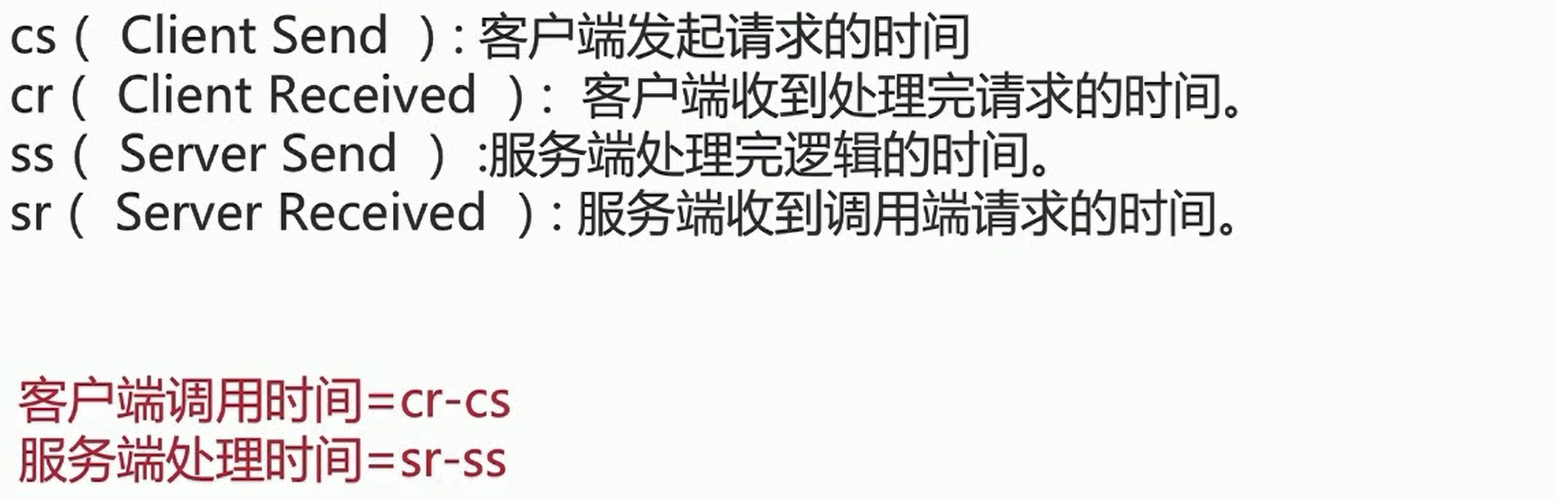 cs（ Client Send ）: 客户端发起请求的时间
cr（ Client Received ）： 客户端收到处理完请求的时间。
ss（ Server Send ） :服务端处理完逻辑的时间。
sr（ Server Received ）: 服务端收到调用端请求的时间。
客户端调用时间=cr-cs
服务端处理时间=sr-ss